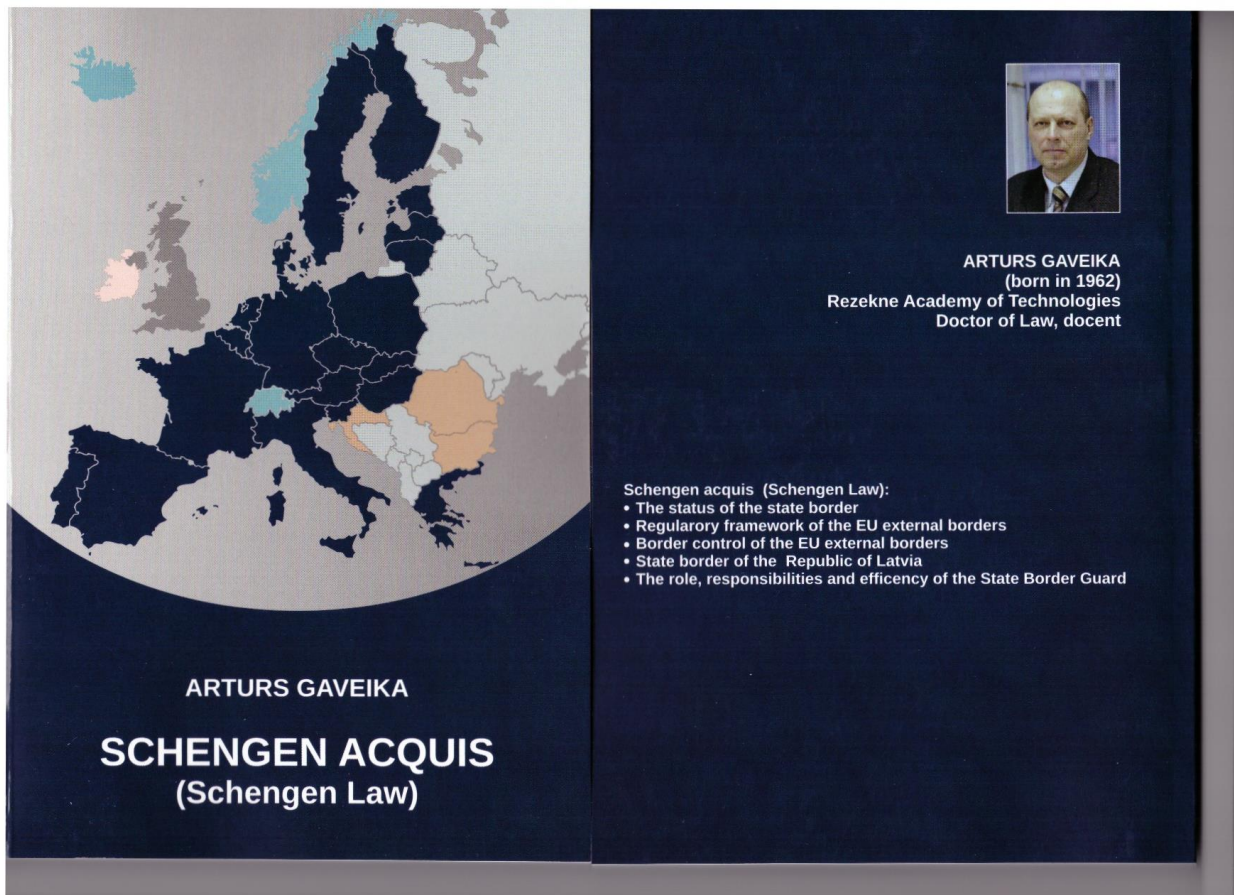 ARTURS GAVEIKA
SCHENGEN ACQUIS
(Schengen Law)
ARTURS GAVEIKA
(born in 1962)
Rezekne Academy of Technologies
Doctor of Law, docent
Schengen acquis (Schengen Law):
• The status of the state border
• Regularory framework of the EU external borders
• Border control of the EU external borders
• State border of the Republic of Latvia
• The role, responsibilities and efficency of the State Border Guard